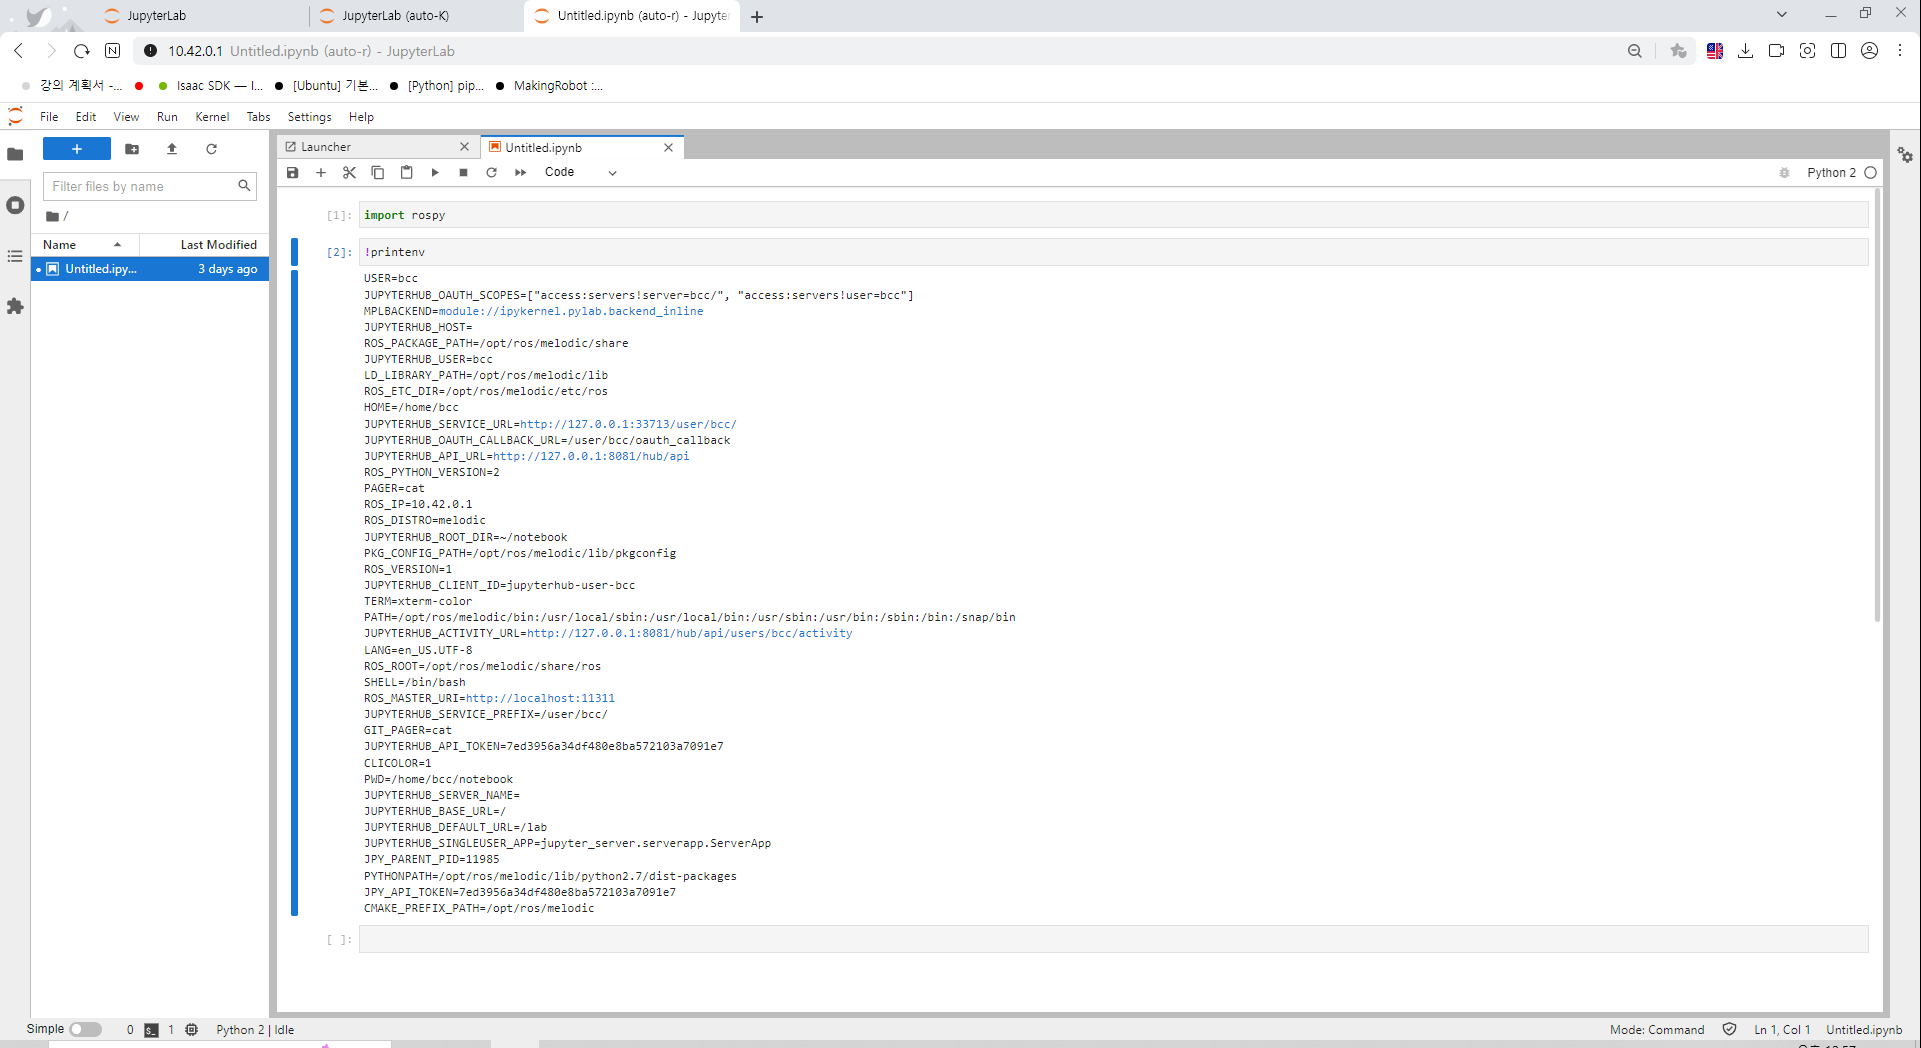 JupyterLab
JupyterLab (auto-K)
Untitled.ipynb (auto-r) - Jupyte
10.42.0.1 Untitled.ipynb (auto-r) - JupyterLab
강의 계획서 -...
Isaac SDK — I...
[Ubuntu] 기본...
[Python] pip...
MakingRobot :...
File Edit View Run Kernel Tabs Settings Help
Launcher
Untitled.ipynb
Filter files by name
Code
Python 2
/
Name
Last Modified
Untitled.ipy...
3 days ago
[1]: import rospy
[2]: !printenv
USER=bcc
JUPYTERHUB_OAUTH_SCOPES=["access:servers!server=bcc/", "access:servers!user=bcc"]
MPLBACKEND=module://ipykernel.pylab.backend_inline
JUPYTERHUB_HOST=
ROS_PACKAGE_PATH=/opt/ros/melodic/share
JUPYTERHUB_USER=bcc
LD_LIBRARY_PATH=/opt/ros/melodic/lib
ROS_ETC_DIR=/opt/ros/melodic/etc/ros
HOME=/home/bcc
JUPYTERHUB_SERVICE_URL=http://127.0.0.1:33713/user/bcc/
JUPYTERHUB_OAUTH_CALLBACK_URL=/user/bcc/oauth_callback
JUPYTERHUB_API_URL=http://127.0.0.1:8081/hub/api
ROS_PYTHON_VERSION=2
PAGER=cat
ROS_IP=10.42.0.1
ROS_DISTRO=melodic
JUPYTERHUB_ROOT_DIR=~/notebook
PKG_CONFIG_PATH=/opt/ros/melodic/lib/pkgconfig
ROS_VERSION=1
JUPYTERHUB_CLIENT_ID=jupyterhub-user-bcc
TERM=xterm-color
PATH=/opt/ros/melodic/bin:/usr/local/sbin:/usr/local/bin:/usr/sbin:/usr/bin:/sbin:/bin:/snap/bin
JUPYTERHUB_ACTIVITY_URL=http://127.0.0.1:8081/hub/api/users/bcc/activity
LANG=en_US.UTF-8
ROS_ROOT=/opt/ros/melodic/share/ros
SHELL=/bin/bash
ROS_MASTER_URI=http://localhost:11311
JUPYTERHUB_SERVICE_PREFIX=/user/bcc/
GIT_PAGER=cat
JUPYTERHUB_API_TOKEN=7ed3956a34df480e8ba572103a7091e7
CLICOLOR=1
PWD=/home/bcc/notebook
JUPYTERHUB_SERVER_NAME=
JUPYTERHUB_BASE_URL=/
JUPYTERHUB_DEFAULT_URL=/lab
JUPYTERHUB_SINGLEUSER_APP=jupyter_server.serverapp.ServerApp
JPY_PARENT_PID=11985
PYTHONPATH=/opt/ros/melodic/lib/python2.7/dist-packages
JPY_API_TOKEN=7ed3956a34df480e8ba572103a7091e7
CMAKE_PREFIX_PATH=/opt/ros/melodic
[ ]:
Simple 0 1 Python 2 | Idle
Mode: Command Ln 1, Col 1 Untitled.ipynb